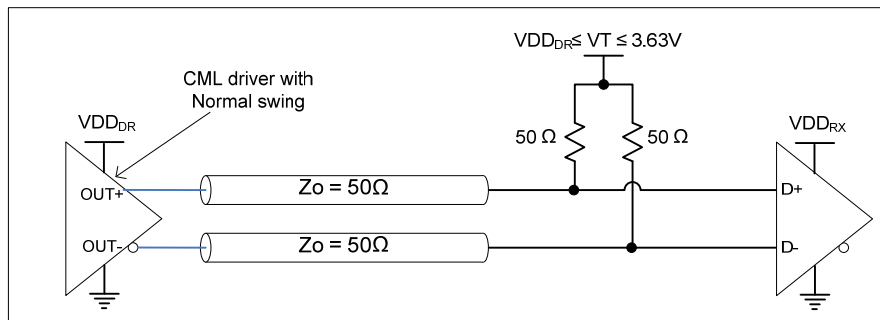 VDDDR ≤ VT ≤ 3.63V
CML driver with
Normal swing
VDDDR
50 Ω
50 Ω
VDDRX
OUT+
Zo = 50Ω
D+
OUT-
Zo = 50Ω
D-